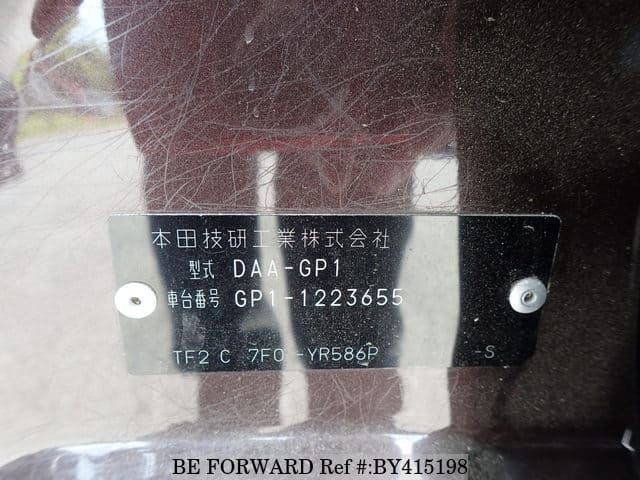 本田技研工業株式会社
型式 DAA-GP1
車台番号 GP1-1223655
TF2 C 7F0 -YR586P -S
BE FORWARD Ref #:BY415198